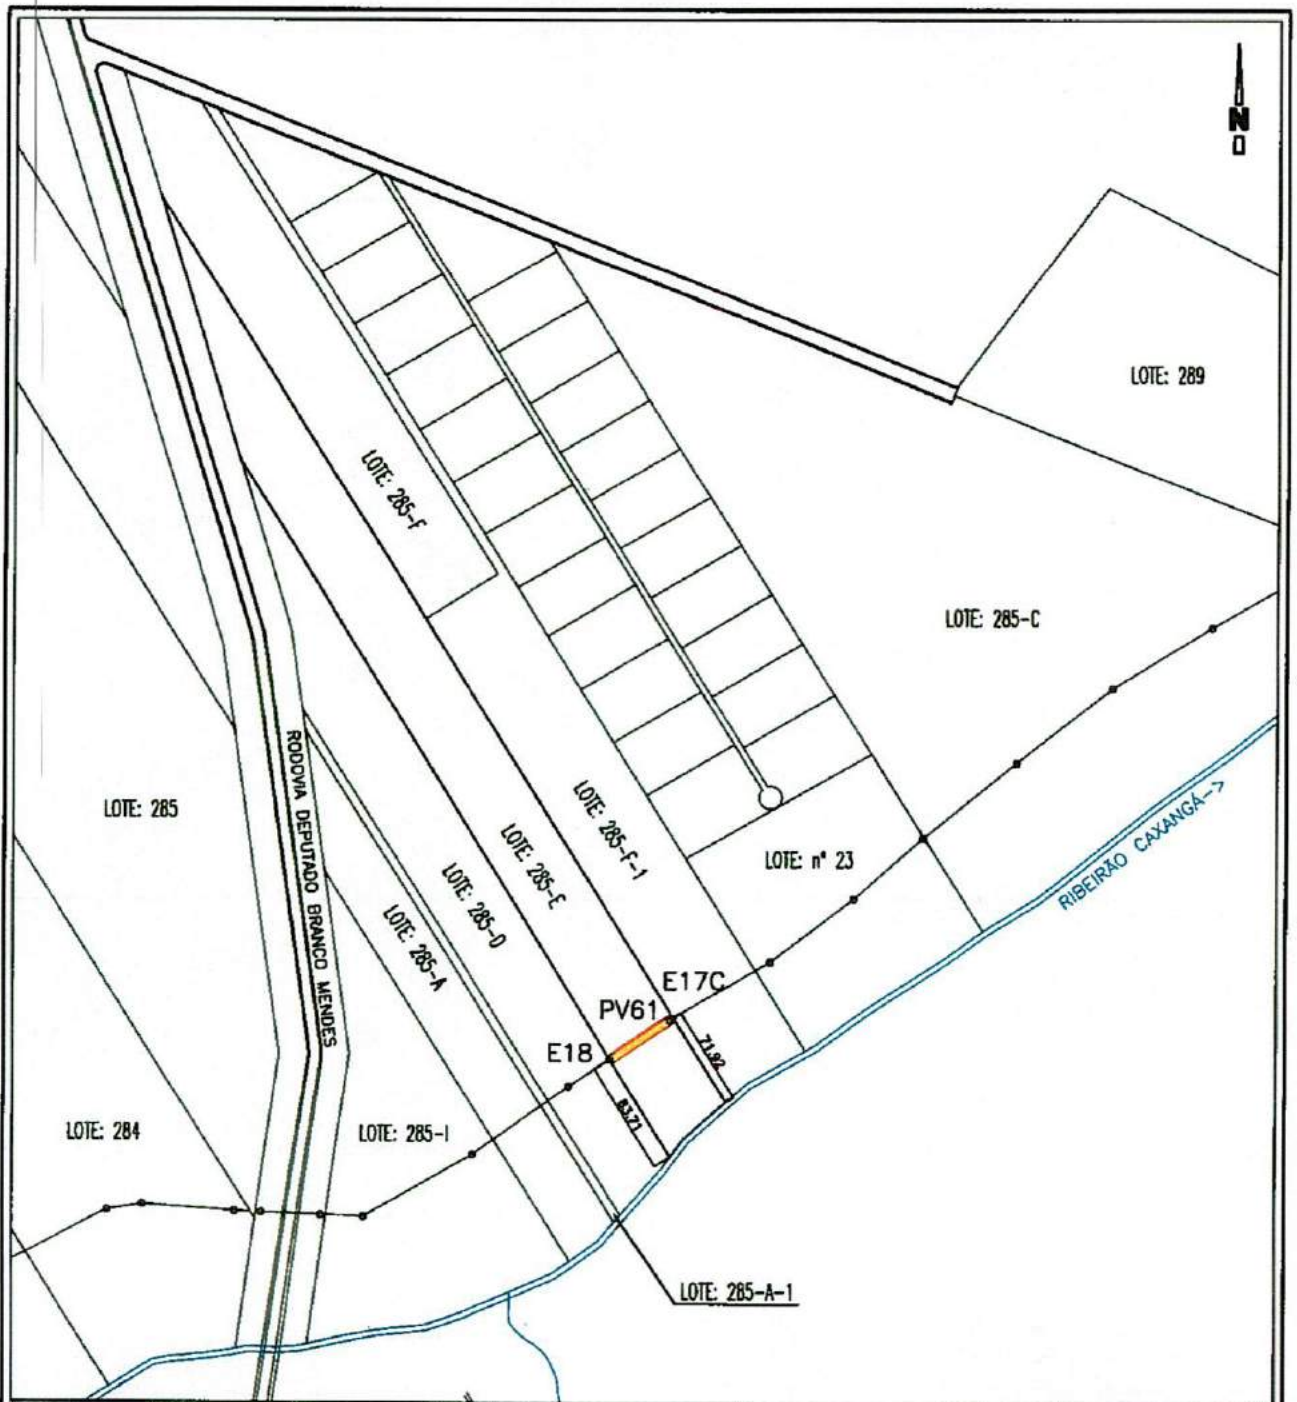 N
LOTE: 289
LOTE: 285-F
LOTE: 285-C
RODOVIA DEPUTADO BRANCO MENDES
LOTE: 285
LOTE: 285-F-1
LOTE: 285-E
LOTE: 285-D
LOTE: 285-A
LOTE: nº 23
RIBEIRÃO CAXANGÁ->
E17C
PV61
E18
71.92
83.71
LOTE: 284
LOTE: 285-I
LOTE: 285-A-1